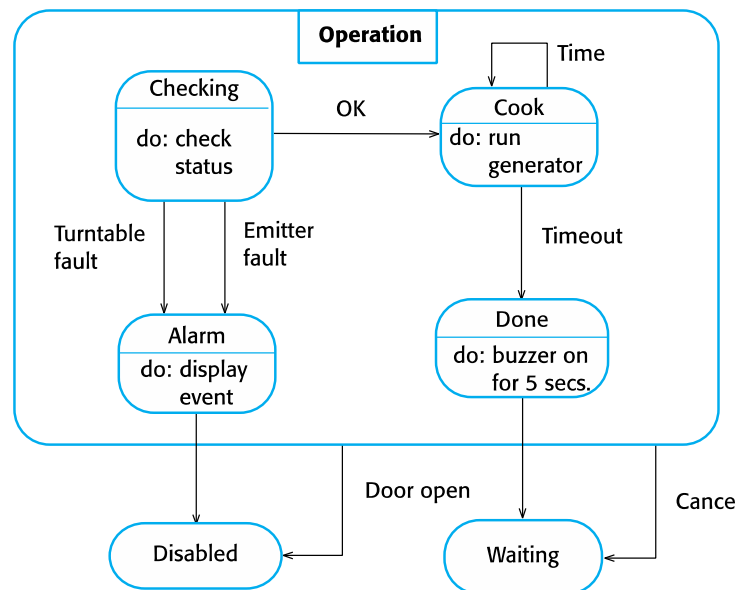 Operation
Checking
do: check
status
OK
Time
Cook
do: run
generator
Turntable
fault
Emitter
fault
Timeout
Alarm
do: display
event
Done
do: buzzer on
for 5 secs.
Door open
Cance
Disabled
Waiting